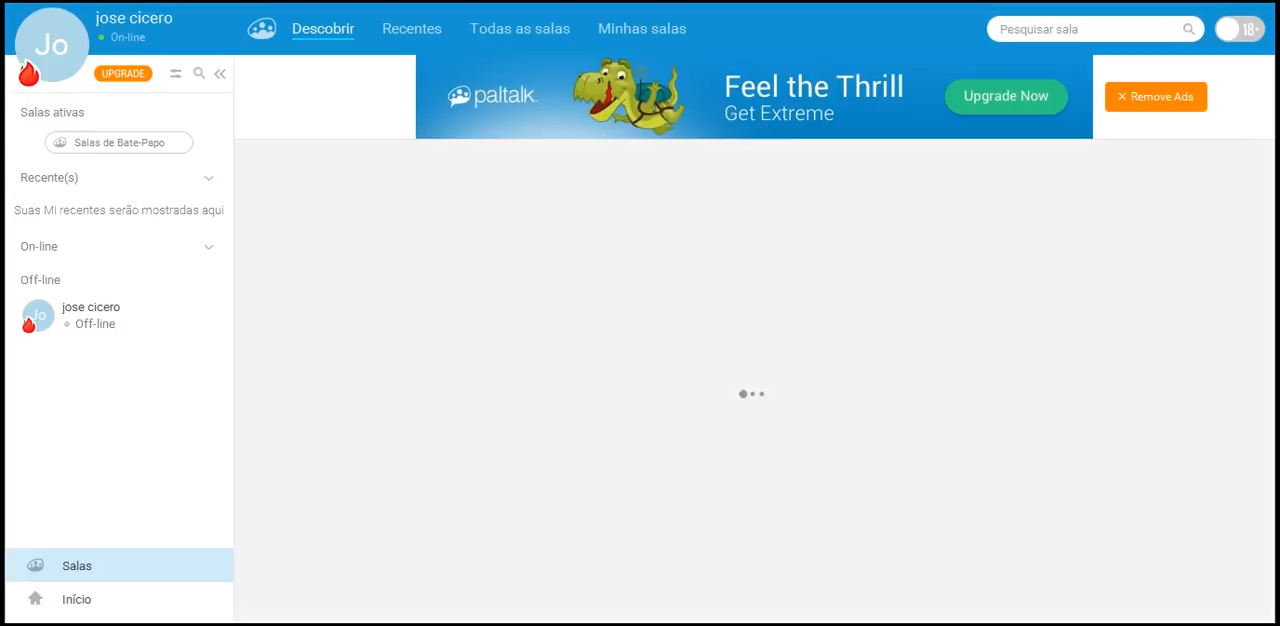 Jo
jose cicero
On-line
Descobrir
Recentes
Todas as salas
Minhas salas
Pesquisar sala
18+
UPGRADE
Salas ativas
Salas de Bate-Papo
Recente(s)
Suas MI recentes serão mostradas aqui
On-line
Off-line
Jo
jose cicero
Off-line
Salas
Início
paltalk
Feel the Thrill
Get Extreme
Upgrade Now
× Remove Ads